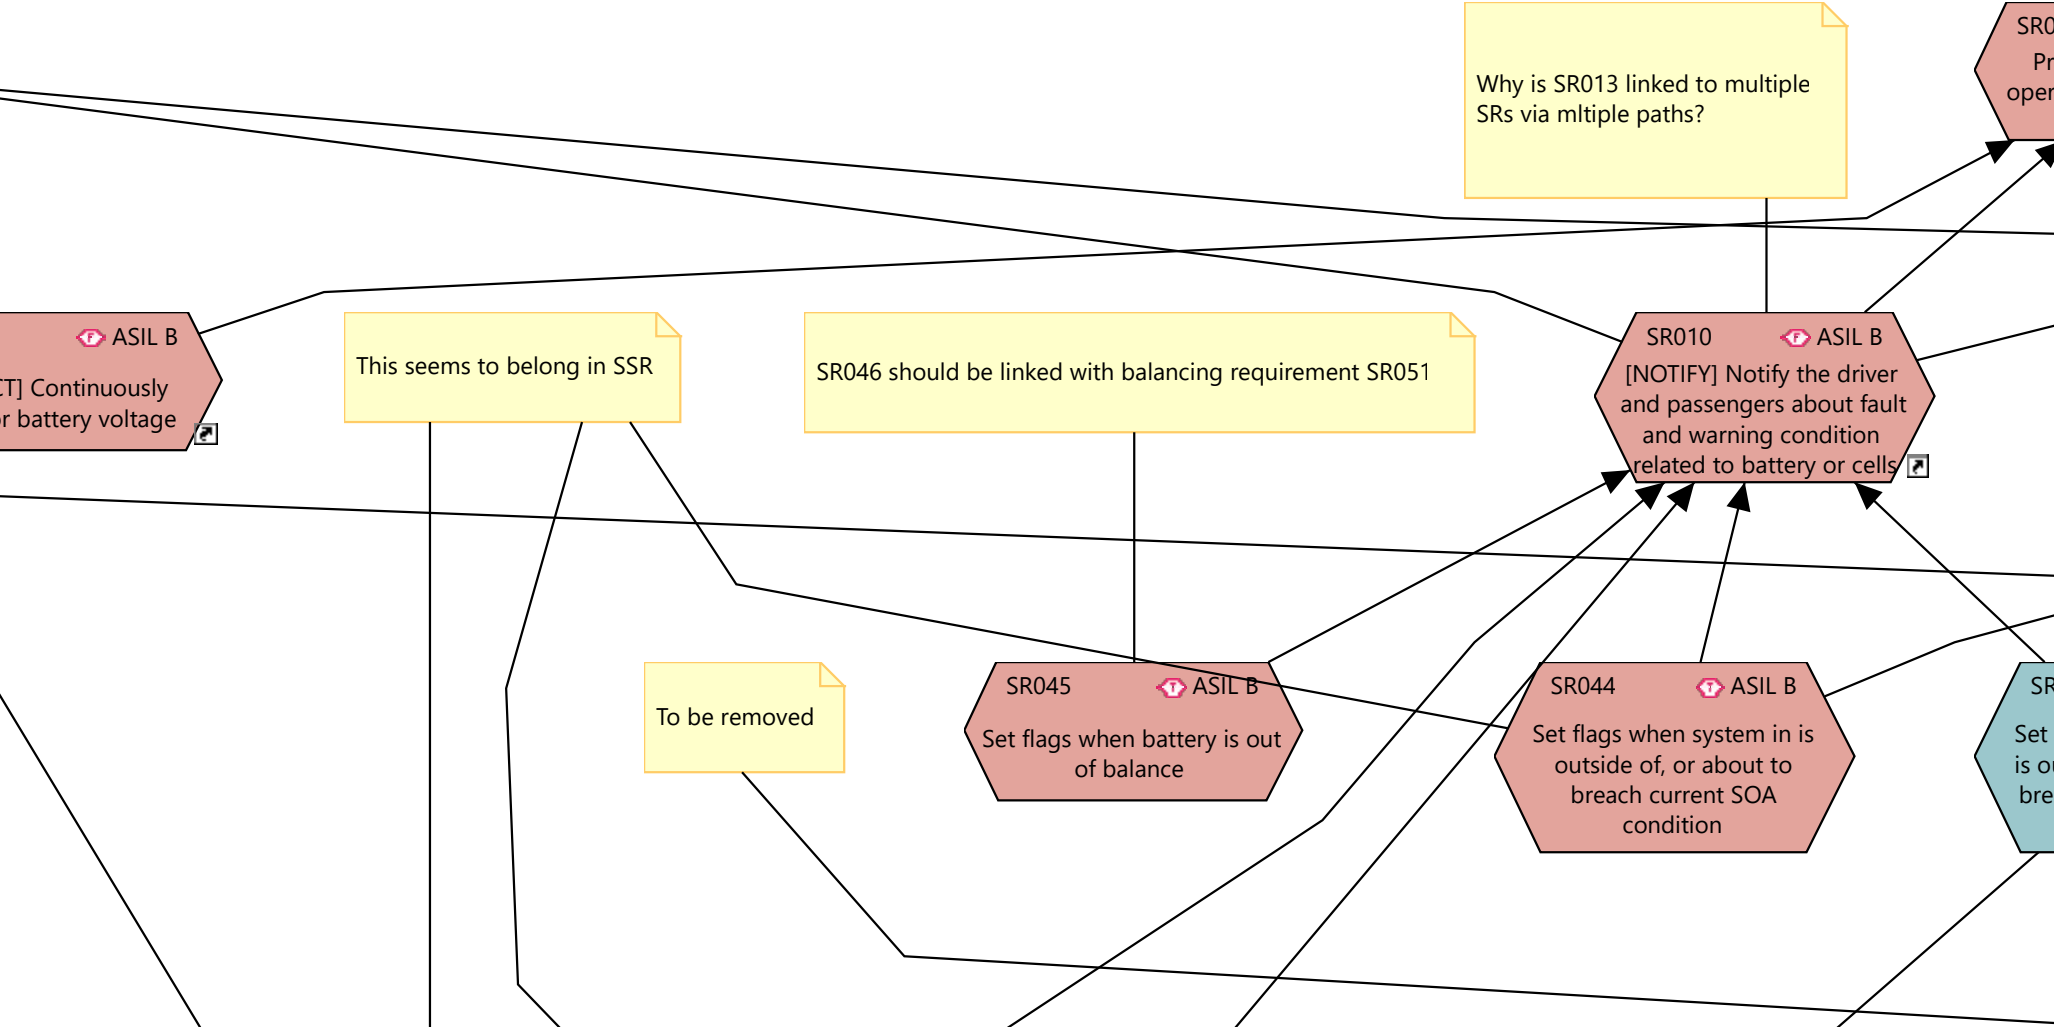 Why is SR013 linked to multiple
SRs via mltiple paths?
ASIL B
Continuously
battery voltage
This seems to belong in SSR
SR046 should be linked with balancing requirement SR051
SR010 F ASIL B
[NOTIFY] Notify the driver
and passengers about fault
and warning condition
related to battery or cells
To be removed
SR045 T ASIL B
Set flags when battery is out
of balance
SR044 T ASIL B
Set flags when system in is
outside of, or about to
breach current SOA
condition
Set